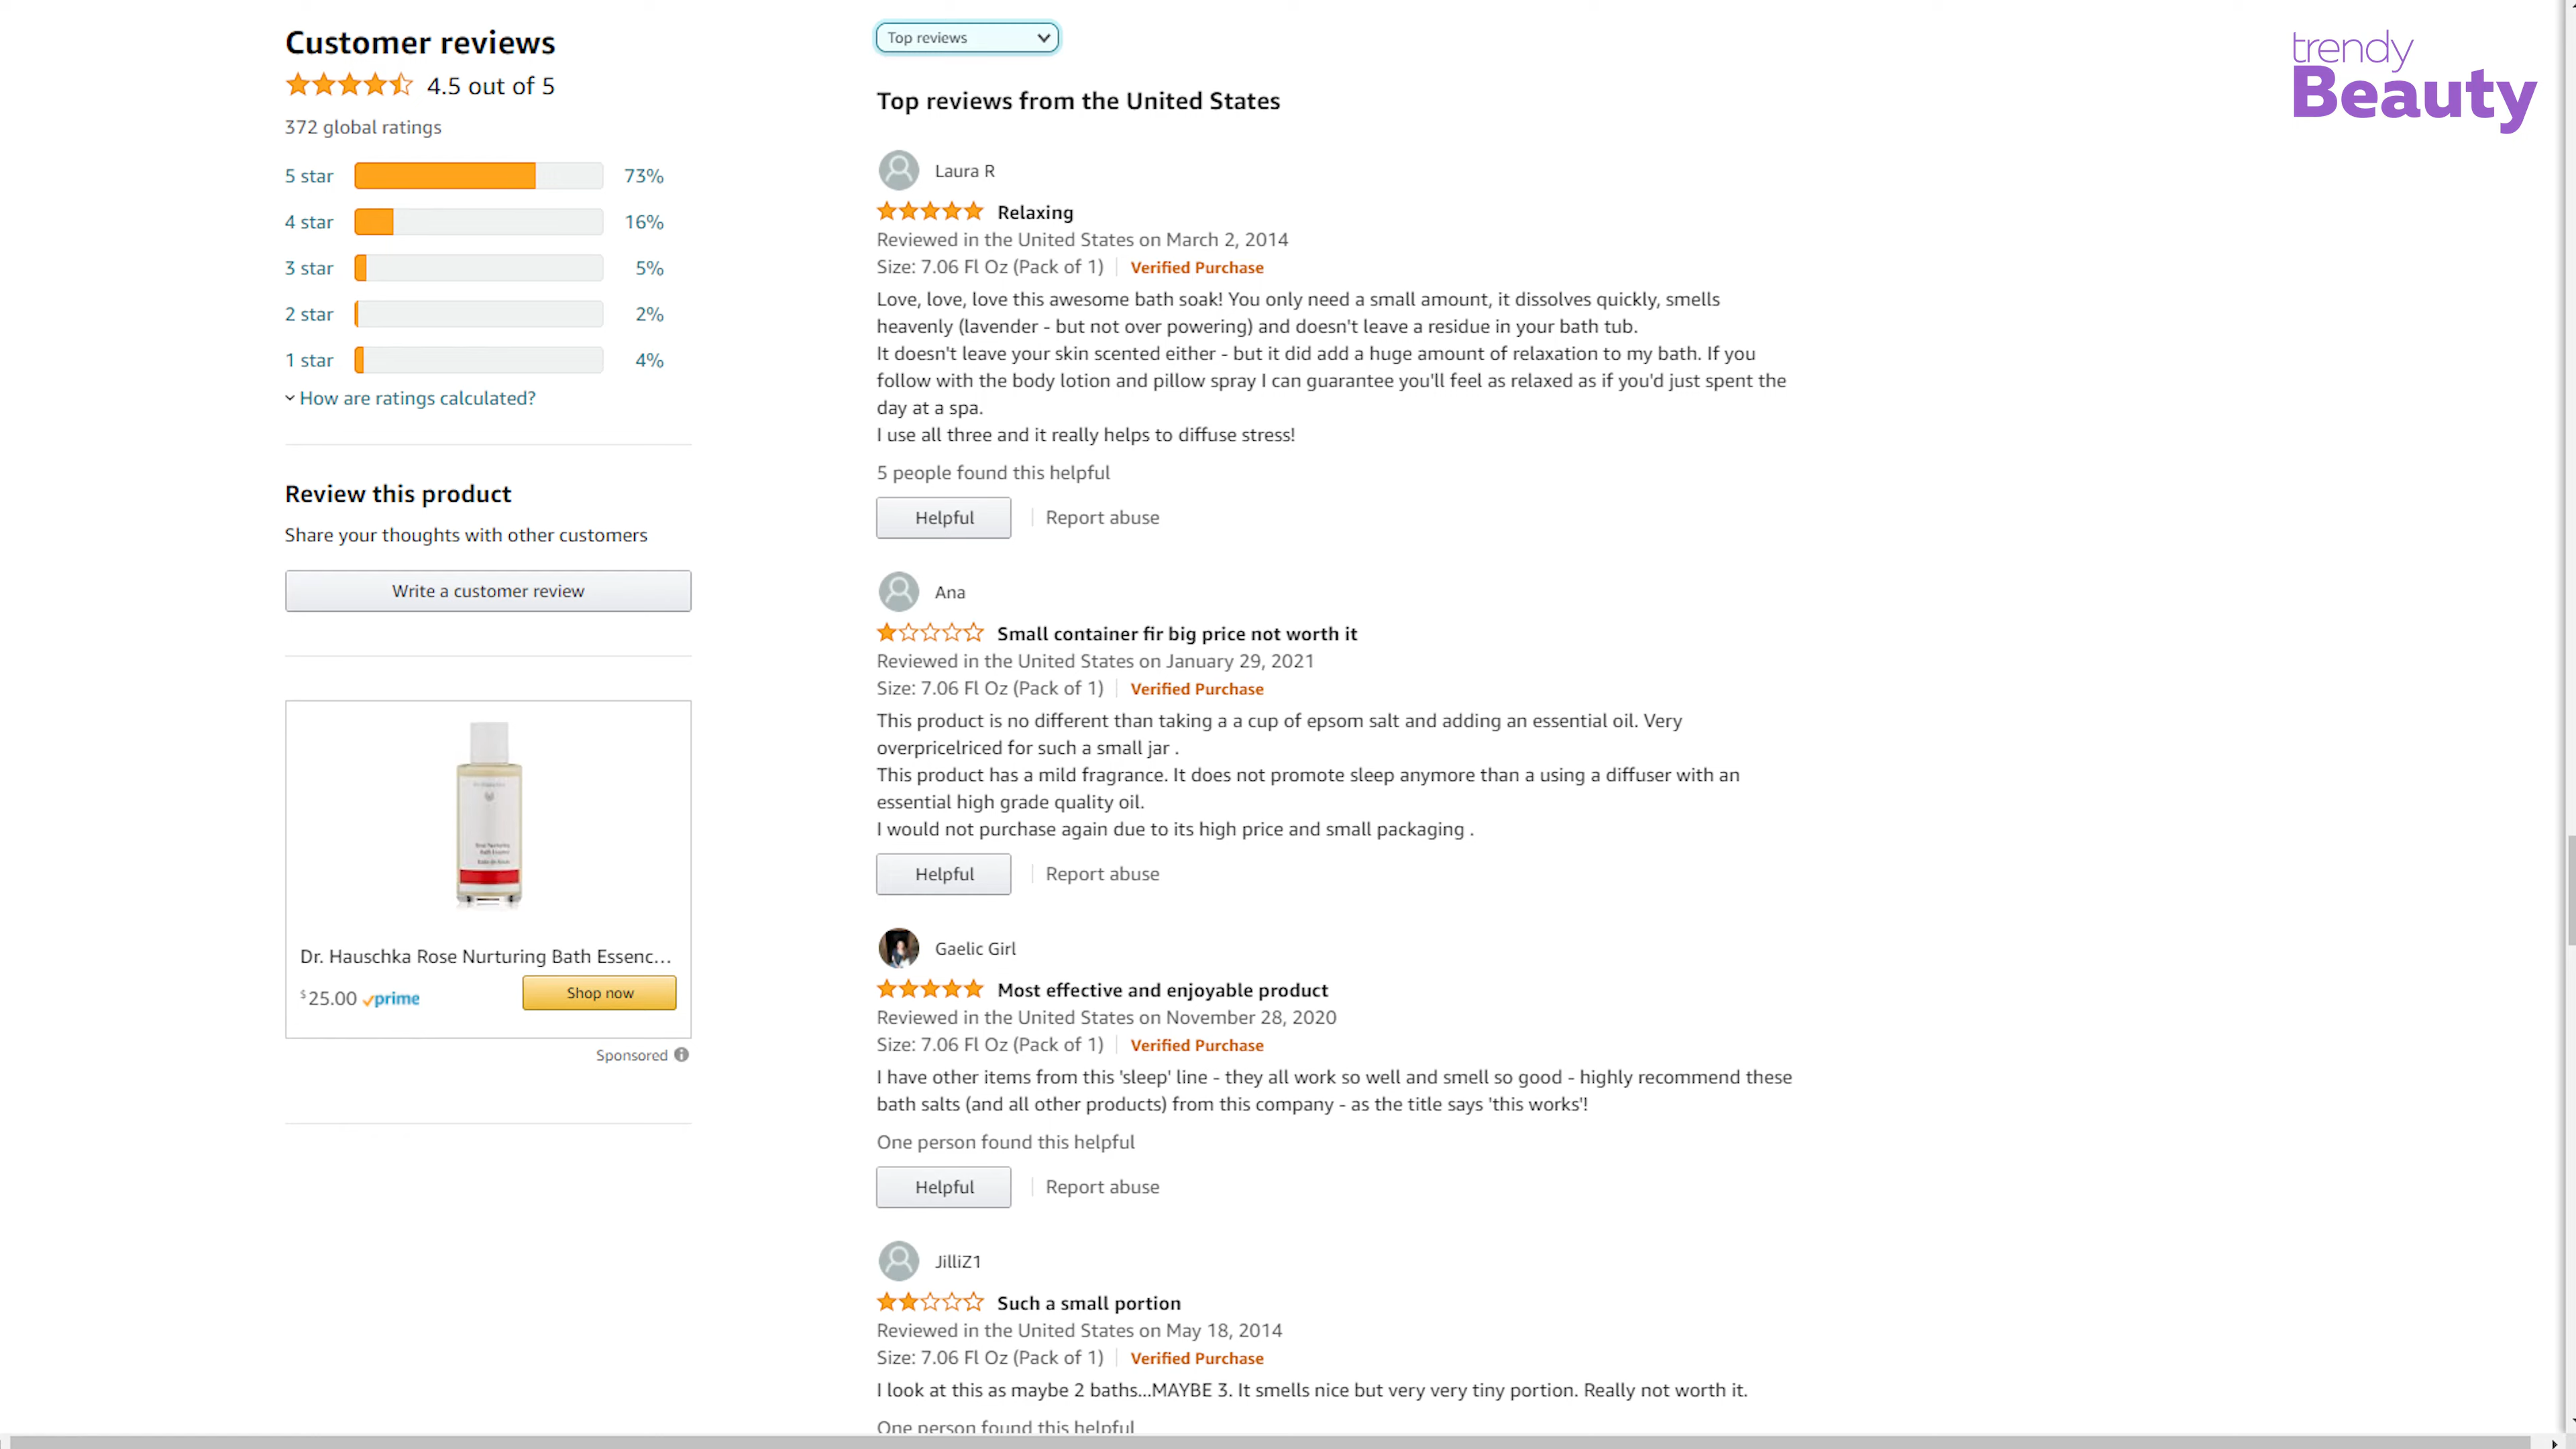 Customer reviews
4.5 out of 5
372 global ratings
5 star 73%
4 star 16%
3 star 5%
2 star 2%
1 star 4%
How are ratings calculated?
Review this product
Share your thoughts with other customers
Write a customer review
Dr. Hauschka Rose Nurturing Bath Essenc...
$25.00 prime
Shop now
Sponsored
Top reviews
Top reviews from the United States
Laura R
Relaxing
Reviewed in the United States on March 2, 2014
Size: 7.06 Fl Oz (Pack of 1) Verified Purchase
Love, love, love this awesome bath soak! You only need a small amount, it dissolves quickly, smells
heavenly (lavender - but not over powering) and doesn't leave a residue in your bath tub.
It doesn't leave your skin scented either - but it did add a huge amount of relaxation to my bath. If you
follow with the body lotion and pillow spray I can guarantee you'll feel as relaxed as if you'd just spent the
day at a spa.
I use all three and it really helps to diffuse stress!
5 people found this helpful
Helpful Report abuse
Ana
Small container fir big price not worth it
Reviewed in the United States on January 29, 2021
Size: 7.06 Fl Oz (Pack of 1) Verified Purchase
This product is no different than taking a a cup of epsom salt and adding an essential oil. Very
overpricelriced for such a small jar .
This product has a mild fragrance. It does not promote sleep anymore than a using a diffuser with an
essential high grade quality oil.
I would not purchase again due to its high price and small packaging .
Helpful Report abuse
Gaelic Girl
Most effective and enjoyable product
Reviewed in the United States on November 28, 2020
Size: 7.06 Fl Oz (Pack of 1) Verified Purchase
I have other items from this 'sleep' line - they all work so well and smell so good - highly recommend these
bath salts (and all other products) from this company - as the title says 'this works'!
One person found this helpful
Helpful Report abuse
JilliZ1
Such a small portion
Reviewed in the United States on May 18, 2014
Size: 7.06 Fl Oz (Pack of 1) Verified Purchase
I look at this as maybe 2 baths...MAYBE 3. It smells nice but very very tiny portion. Really not worth it.
One person found this helpful
trendy
Beauty